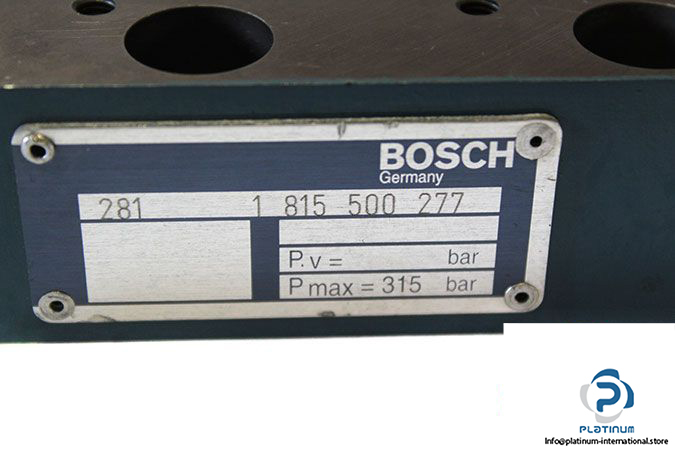 BOSCH
Germany
281 1 815 500 277
P.v = bar
P max = 315 bar
PLATINUM
Info@platinum-international.store